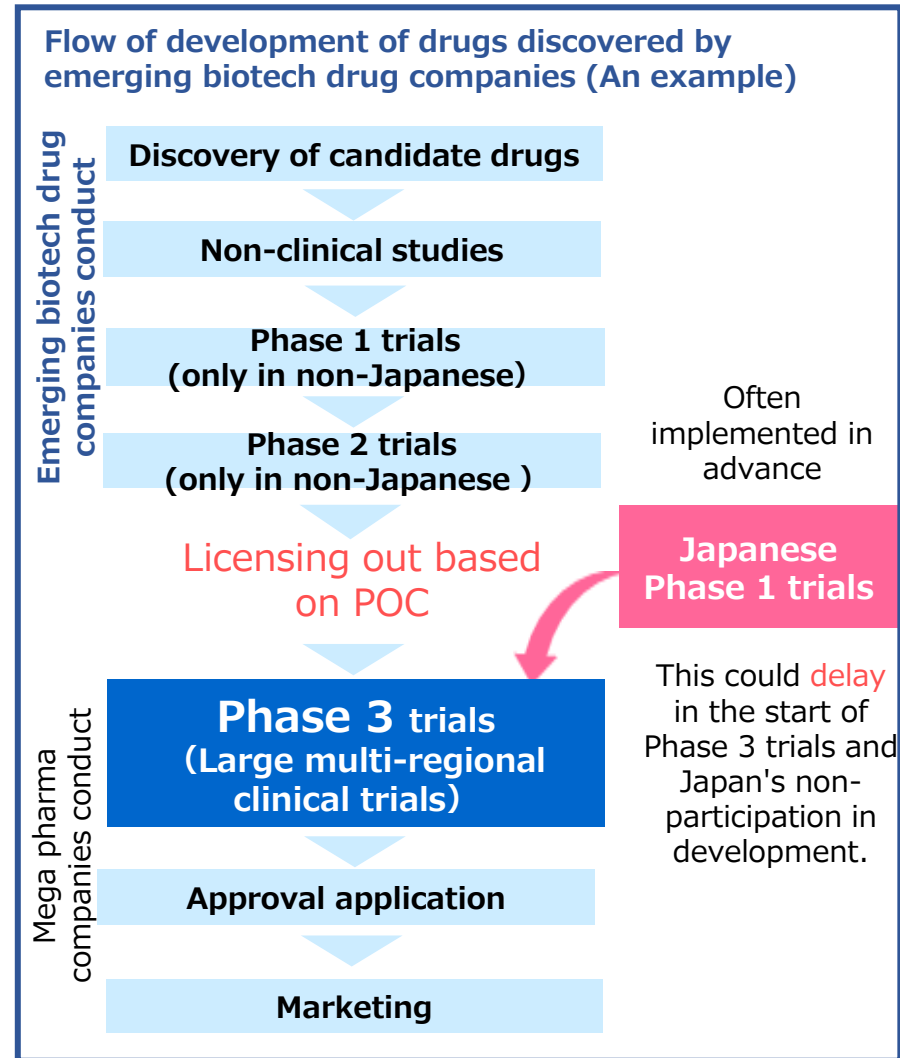 Flow of development of drugs discovered by
emerging biotech drug companies (An example)
Emerging biotech drug
companies conduct
Discovery of candidate drugs
Non-clinical studies
Phase 1 trials
(only in non-Japanese）
Phase 2 trials
(only in non-Japanese ）
Licensing out based
on POC
Often
implemented in
advance
Japanese
Phase 1 trials
This could delay
in the start of
Phase 3 trials and
Japan's non-
participation in
development.
Mega pharma
companies conduct
Phase 3 trials
（Large multi-regional
clinical trials）
Approval application
Marketing